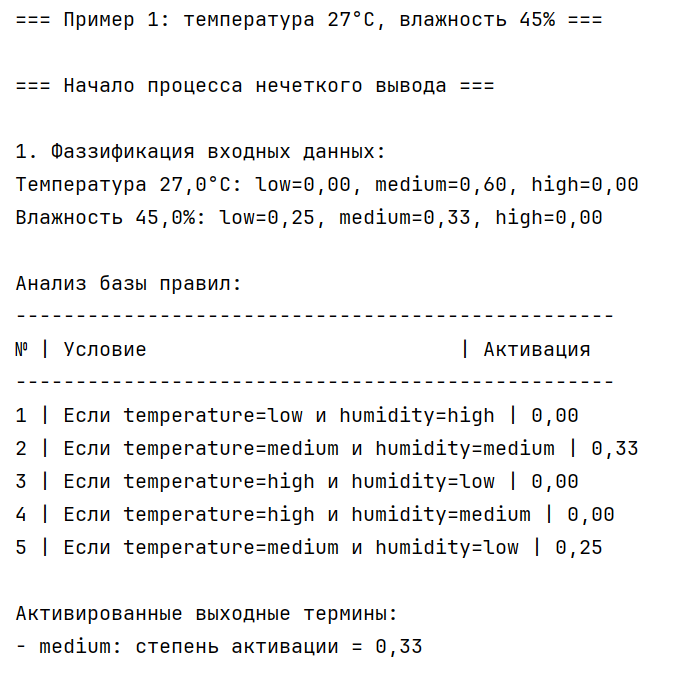 === Пример 1: температура 27°C, влажность 45% ===
=== Начало процесса нечеткого вывода ===
1. Фаззификация входных данных:
Температура 27,0°C: low=0,00, medium=0,60, high=0,00
Влажность 45,0%: low=0,25, medium=0,33, high=0,00
Анализ базы правил:
--------------------------------------------------
№ | Условие                          | Активация
--------------------------------------------------
1 | Если temperature=low и humidity=high | 0,00
2 | Если temperature=medium и humidity=medium | 0,33
3 | Если temperature=high и humidity=low | 0,00
4 | Если temperature=high и humidity=medium | 0,00
5 | Если temperature=medium и humidity=low | 0,25
Активированные выходные термины:
- medium: степень активации = 0,33